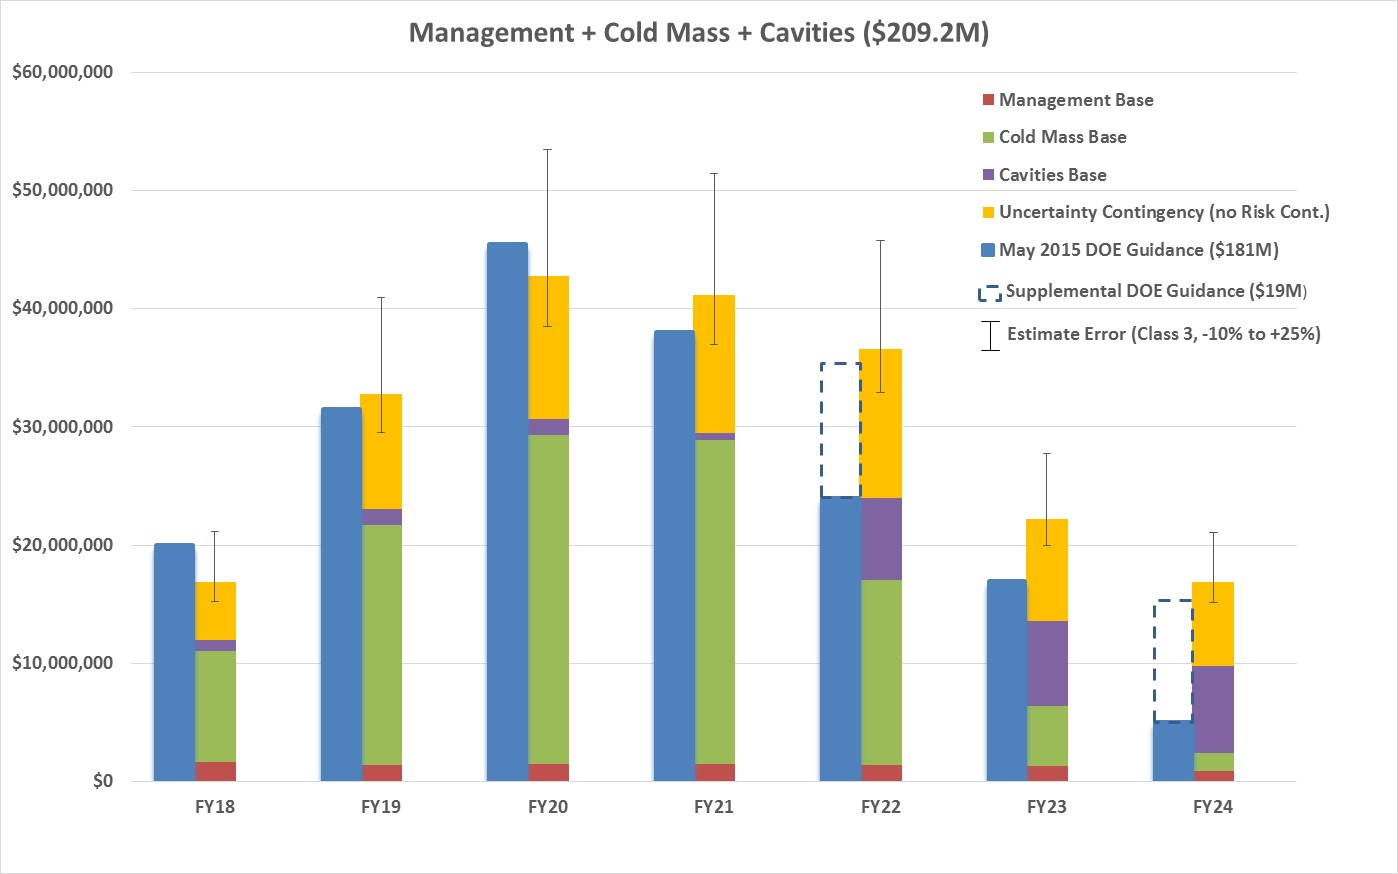 Management + Cold Mass + Cavities ($209.2M)
$60,000,000
$50,000,000
$40,000,000
$30,000,000
$20,000,000
$10,000,000
$0
Management Base
Cold Mass Base
Cavities Base
Uncertainty Contingency (no Risk Cont.)
May 2015 DOE Guidance ($181M)
Supplemental DOE Guidance ($19M)
Estimate Error (Class 3, -10% to +25%)
FY18 FY19 FY20 FY21 FY22 FY23 FY24